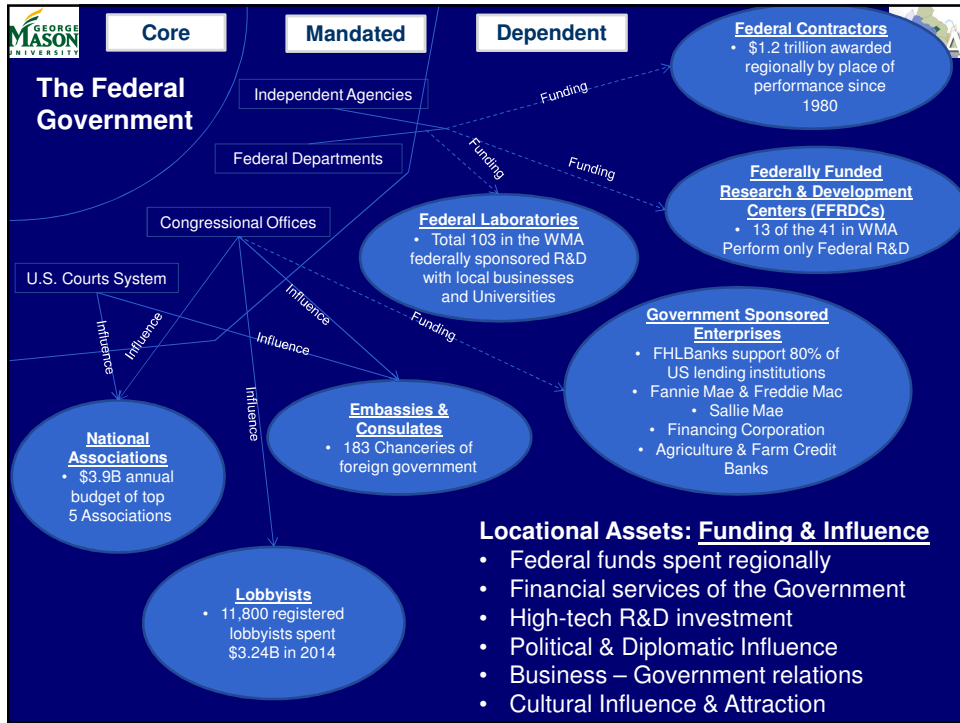 GEORGE
MASON
UNIVERSITY
Core
Mandated
Dependent
The Federal
Government
Independent Agencies
Federal Departments
Congressional Offices
U.S. Courts System
Funding
Funding
Funding
Funding
Influence
Influence
Influence
Influence
Influence
Federal Contractors
• $1.2 trillion awarded
regionally by place of
performance since
1980
Federally Funded
Research & Development
Centers (FFRDCs)
• 13 of the 41 in WMA
Perform only Federal R&D
Federal Laboratories
• Total 103 in the WMA
federally sponsored R&D
with local businesses
and Universities
Government Sponsored
Enterprises
• FHLBanks support 80% of
US lending institutions
• Fannie Mae & Freddie Mac
• Sallie Mae
• Financing Corporation
• Agriculture & Farm Credit
Banks
Embassies &
Consulates
• 183 Chanceries of
foreign government
National
Associations
• $3.9B annual
budget of top
5 Associations
Lobbyists
• 11,800 registered
lobbyists spent
$3.24B in 2014
Locational Assets: Funding & Influence
• Federal funds spent regionally
• Financial services of the Government
• High-tech R&D investment
• Political & Diplomatic Influence
• Business – Government relations
• Cultural Influence & Attraction